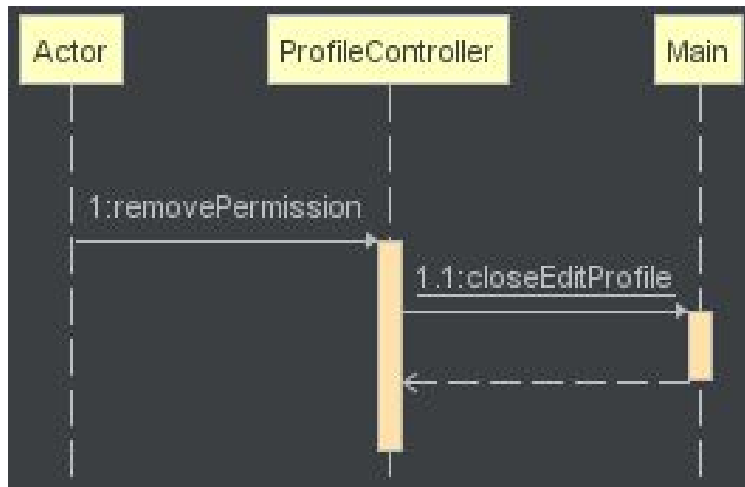 Actor
ProfileController
Main
1:removePermission
1.1:closeEditProfile